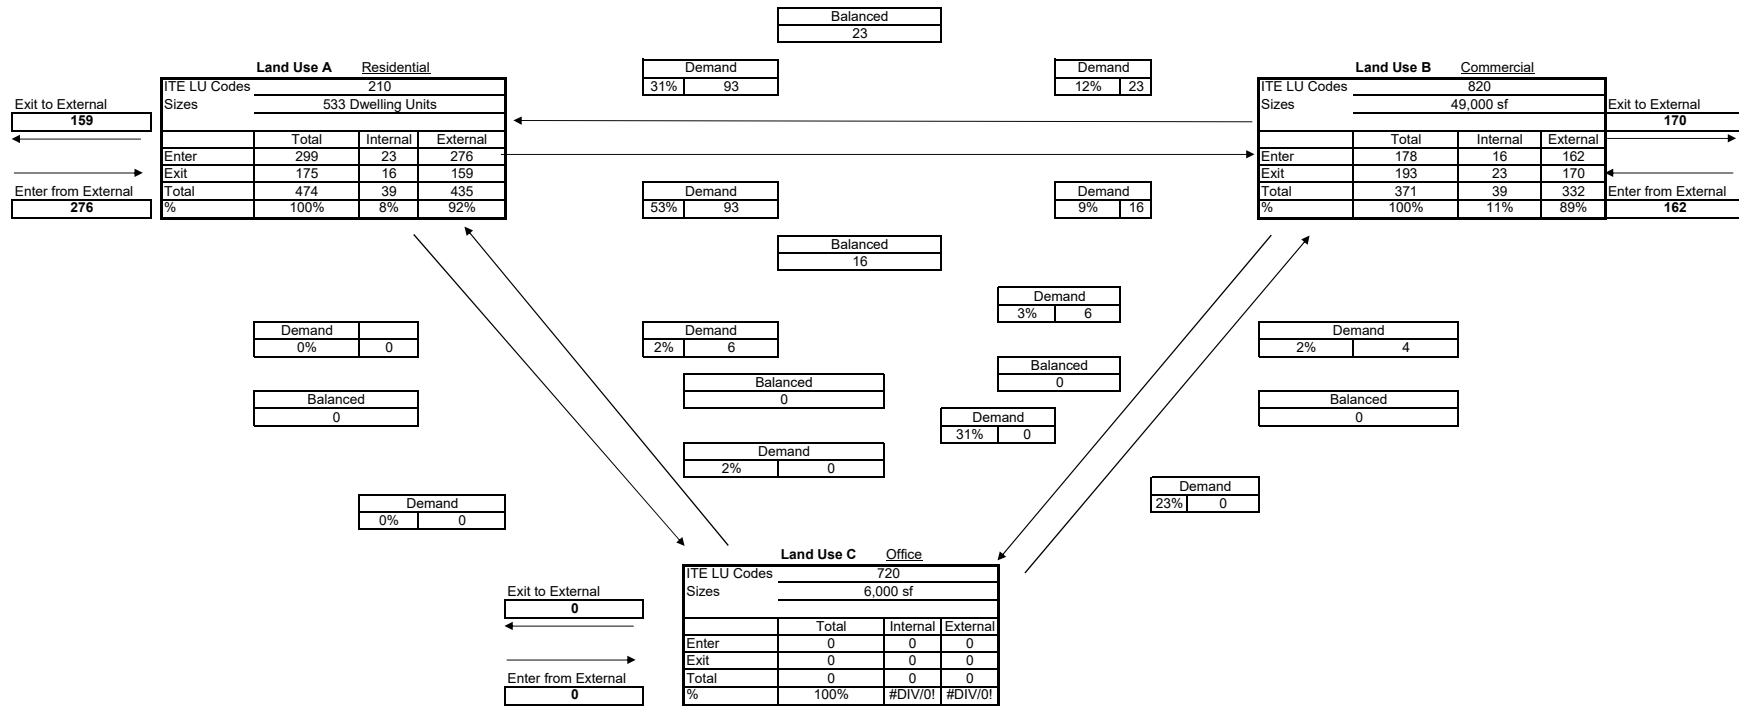 Balanced
23
Land Use A Residential
Demand
31% 93
Demand
12% 23
Land Use B Commercial
ITE LU Codes 210
Sizes 533 Dwelling Units
Exit to External
159
Total Internal External
Enter 299 23 276
Exit 175 16 159
Total 474 39 435
% 100% 8% 92%
Enter from External
276
ITE LU Codes 820
Sizes 49,000 sf
Exit to External
170
Total Internal External
Enter 178 16 162
Exit 193 23 170
Total 371 39 332
% 100% 11% 89%
Enter from External
162
Demand
53% 93
Demand
9% 16
Balanced
16
Demand
3% 6
Demand
0% 0
Demand
2% 6
Demand
2% 4
Balanced
0
Balanced
0
Balanced
0
Balanced
0
Demand
31% 0
Demand
2% 0
Demand
23% 0
Demand
0% 0
Land Use C Office
ITE LU Codes 720
Sizes 6,000 sf
Exit to External
0
Total Internal External
Enter 0 0 0
Exit 0 0 0
Total 0 0 0
% 100% #DIV/0! #DIV/0!
Enter from External
0